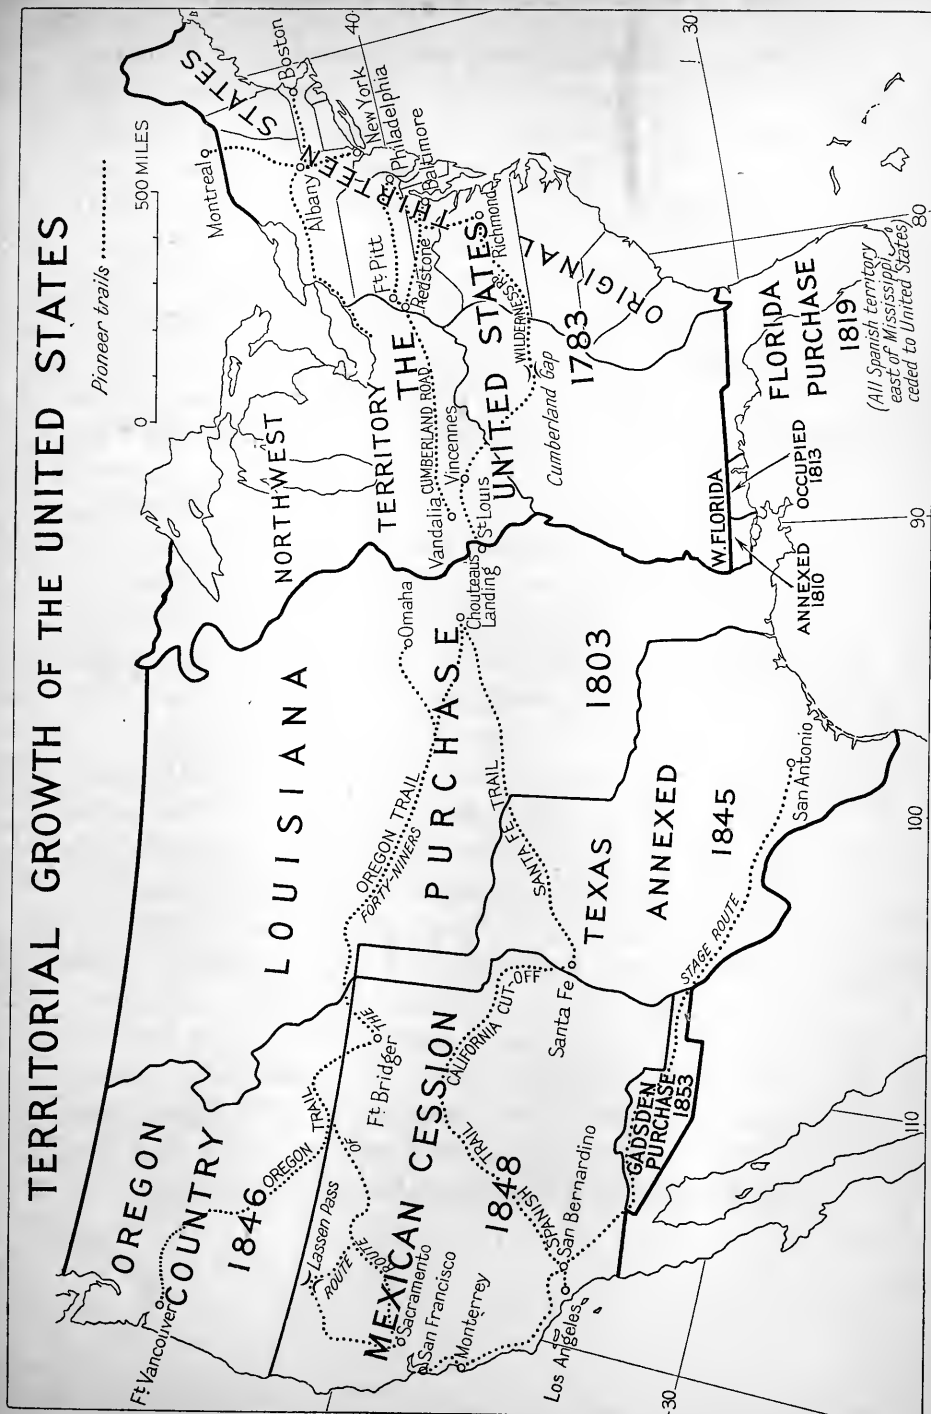 TERRITORIAL GROWTH OF THE UNITED STATES
Pioneer trails
0 500 MILES
OREGON
COUNTRY
1846
Ft Vancouver
OREGON TRAIL
LOUISIANA
PURCHASE
1803
OREGON TRAIL
FORTY-NINERS
Omaha
Chouteaus
Landing
SANTA FE TRAIL
NORTHWEST
TERRITORY
THE
UNITED STATES
1783
CUMBERLAND ROAD
Vandalia
Vincennes
St Louis
WILDERNESS R.
Cumberland Gap
ORIGINAL
THIRTEEN
STATES
Montreal
Albany
Boston
New York
Philadelphia
Baltimore
Ft Pitt
Redstone
Richmond
MEXICAN CESSION
1848
Lassen Pass
ROUTE
ROUTE OF THE
Ft Bridger
Sacramento
San Francisco
Monterrey
Los Angeles
San Bernardino
SPANISH TRAIL
CALIFORNIA CUT-OFF
Santa Fe
GADSDEN
PURCHASE
1853
TEXAS
ANNEXED
1845
STAGE ROUTE
San Antonio
W. FLORIDA
ANNEXED
1810
OCCUPIED
1813
FLORIDA
PURCHASE
1819
(All Spanish territory
east of Mississippi,
ceded to United States)
40
30
30
110
100
90
80